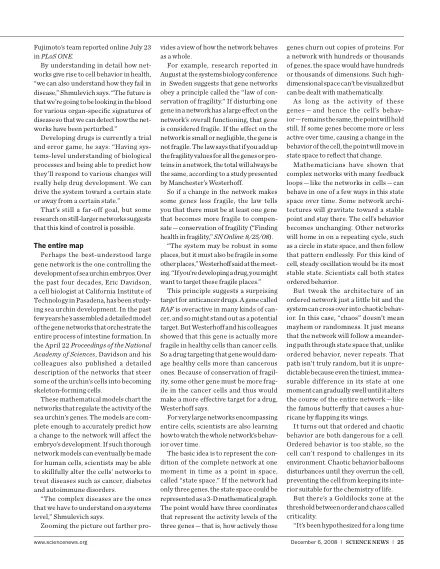 Fujimoto's team reported online July 23
in PLoS ONE.
By understanding in detail how net-
works give rise to cell behavior in health,
"we can also understand how they fail in
disease," Shmulevich says. "The future is
that we're going to be looking in the blood
for various organ-specific signatures of
disease so that we can detect how the net-
works have been perturbed."
Developing drugs is currently a trial
and error game, he says: "Having sys-
tems-level understanding of biological
processes and being able to predict how
they'll respond to various changes will
really help drug development. We can
drive the system toward a certain state
or away from a certain state."
That's still a far-off goal, but some
research on still-larger networks suggests
that this kind of control is possible.
The entire map
Perhaps the best-understood large
gene network is the one controlling the
development of sea urchin embryos. Over
the past four decades, Eric Davidson,
a cell biologist at California Institute of
Technology in Pasadena, has been study-
ing sea urchin development. In the past
few years he's assembled a detailed model
of the gene networks that orchestrate the
entire process of intestine formation. In
the April 22 Proceedings of the National
Academy of Sciences, Davidson and his
colleagues also published a detailed
description of the networks that steer
some of the urchin's cells into becoming
skeleton-forming cells.
These mathematical models chart the
networks that regulate the activity of the
sea urchin's genes. The models are com-
plete enough to accurately predict how
a change to the network will affect the
embryo's development. If such thorough
network models can eventually be made
for human cells, scientists may be able
to skillfully alter the cells' networks to
treat diseases such as cancer, diabetes
and autoimmune disorders.
"The complex diseases are the ones
that we have to understand on a systems
level," Shmulevich says.
Zooming the picture out farther pro-
vides a view of how the network behaves
as a whole.
For example, research reported in
August at the systems biology conference
in Sweden suggests that gene networks
obey a principle called the "law of con-
servation of fragility." If disturbing one
gene in a network has a large effect on the
network's overall functioning, that gene
is considered fragile. If the effect on the
network is small or negligible, the gene is
not fragile. The law says that if you add up
the fragility values for all the genes or pro-
teins in a network, the total will always be
the same, according to a study presented
by Manchester's Westerhoff.
So if a change in the network makes
some genes less fragile, the law tells
you that there must be at least one gene
that becomes more fragile to compen-
sate — conservation of fragility ("Finding
health in fragility," SN Online: 8/25/08).
"The system may be robust in some
places, but it must also be fragile in some
other places," Westerhoff said at the meet-
ing. "If you're developing a drug, you might
want to target these fragile places."
This principle suggests a surprising
target for anticancer drugs. A gene called
RAF is overactive in many kinds of can-
cer, and so might stand out as a potential
target. But Westerhoff and his colleagues
showed that this gene is actually more
fragile in healthy cells than cancer cells.
So a drug targeting that gene would dam-
age healthy cells more than cancerous
ones. Because of conservation of fragil-
ity, some other gene must be more frag-
ile in the cancer cells and thus would
make a more effective target for a drug,
Westerhoff says.
For very large networks encompassing
entire cells, scientists are also learning
how to watch the whole network's behav-
ior over time.
The basic idea is to represent the con-
dition of the complete network at one
moment in time as a point in space,
called "state space." If the network had
only three genes, the state space could be
represented as a 3-D mathematical graph.
The point would have three coordinates
that represent the activity levels of the
three genes — that is, how actively those
genes churn out copies of proteins. For
a network with hundreds or thousands
of genes, the space would have hundreds
or thousands of dimensions. Such high-
dimensional space can't be visualized but
can be dealt with mathematically.
As long as the activity of these
genes — and hence the cell's behav-
ior — remains the same, the point will hold
still. If some genes become more or less
active over time, causing a change in the
behavior of the cell, the point will move in
state space to reflect that change.
Mathematicians have shown that
complex networks with many feedback
loops — like the networks in cells — can
behave in one of a few ways in this state
space over time. Some network archi-
tectures will gravitate toward a stable
point and stay there. The cell's behavior
becomes unchanging. Other networks
will home in on a repeating cycle, such
as a circle in state space, and then follow
that pattern endlessly. For this kind of
cell, steady oscillation would be its most
stable state. Scientists call both states
ordered behavior.
But tweak the architecture of an
ordered network just a little bit and the
system can cross over into chaotic behav-
ior. In this case, "chaos" doesn't mean
mayhem or randomness. It just means
that the network will follow a meander-
ing path through state space that, unlike
ordered behavior, never repeats. That
path isn't truly random, but it is unpre-
dictable because even the tiniest, immea-
surable difference in its state at one
moment can gradually swell until it alters
the course of the entire network — like
the famous butterfly that causes a hur-
ricane by flapping its wings.
It turns out that ordered and chaotic
behavior are both dangerous for a cell.
Ordered behavior is too stable, so the
cell can't respond to challenges in its
environment. Chaotic behavior balloons
disturbances until they overrun the cell,
preventing the cell from keeping its inte-
rior suitable for the chemistry of life.
But there's a Goldilocks zone at the
threshold between order and chaos called
criticality.
"It's been hypothesized for a long time
www.sciencenews.org
December 6, 2008 | SCIENCE NEWS | 25